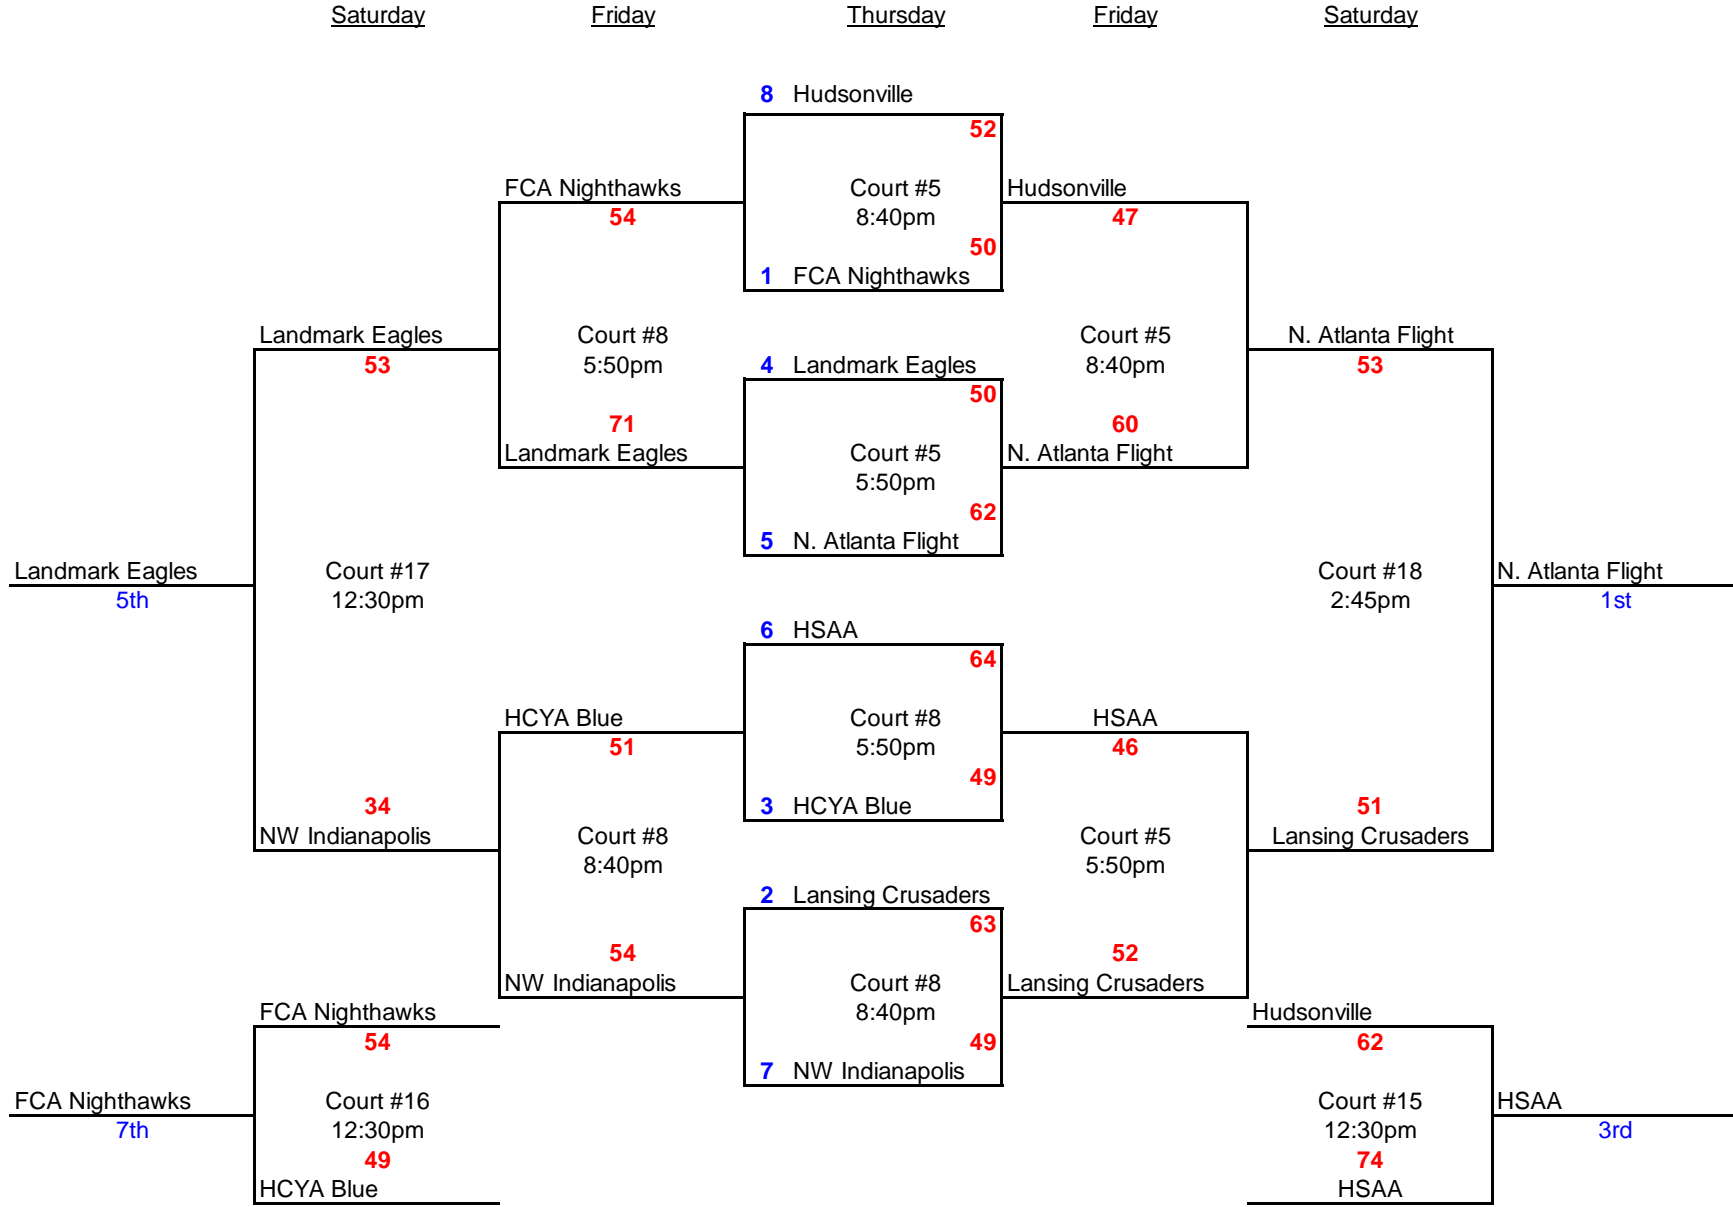 Saturday Friday Thursday Friday Saturday
8 Hudsonville
52
FCA Nighthawks Court #5 Hudsonville
54 8:40pm 47
50
1 FCA Nighthawks
Landmark Eagles Court #8 Court #5 N. Atlanta Flight
53 5:50pm 4 Landmark Eagles 8:40pm 53
50
71 60
Landmark Eagles Court #5 N. Atlanta Flight
5:50pm
62
5 N. Atlanta Flight
Landmark Eagles Court #17 Court #18 N. Atlanta Flight
5th 12:30pm 2:45pm 1st
6 HSAA
64
HCYA Blue Court #8 HSAA
51 5:50pm 46
49
34 3 HCYA Blue 51
NW Indianapolis Court #8 Court #5 Lansing Crusaders
8:40pm 5:50pm
2 Lansing Crusaders
63
54 52
NW Indianapolis Court #8 Lansing Crusaders
FCA Nighthawks 8:40pm Hudsonville
54 49 62
7 NW Indianapolis
FCA Nighthawks Court #16 Court #15 HSAA
7th 12:30pm 12:30pm 3rd
49 74
HCYA Blue HSAA